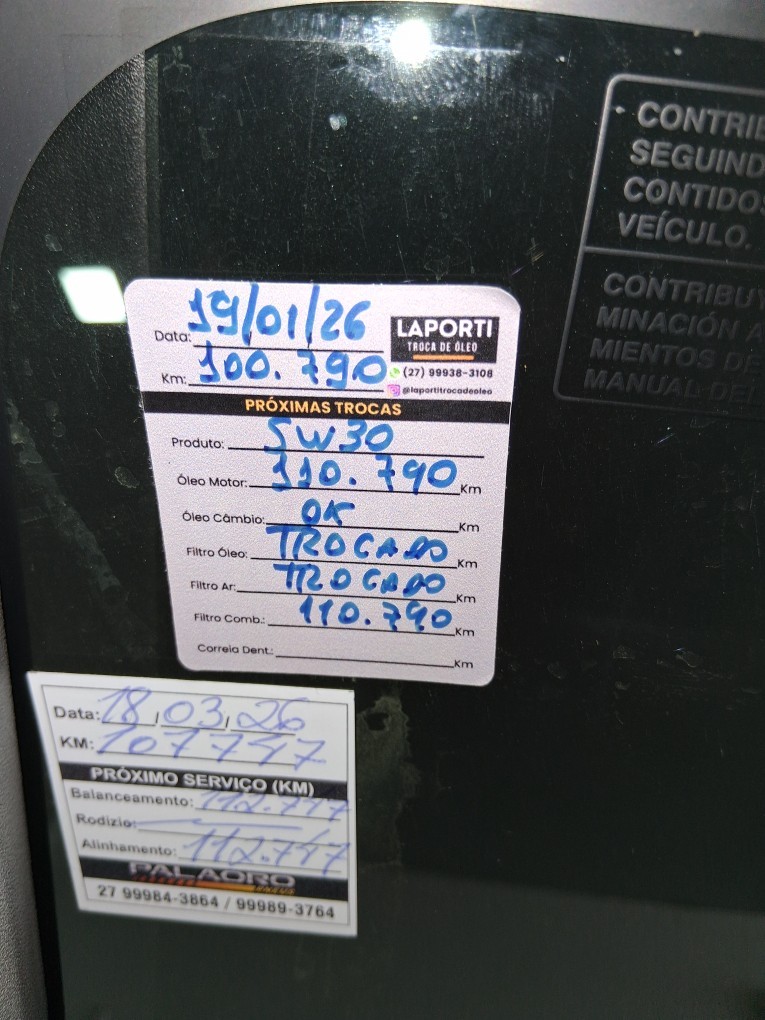 CONTRIB
SEGUIND
CONTIDOS
VEÍCULO.
CONTRIBUY
MINACIÓN
MIENTOS DE
MANUAL DEL
Data: 19/01/26
LAPORTI
TROCA DE ÓLEO
Km: 100.790
(27) 99938-3108
@laportitrocadeoleo
PRÓXIMAS TROCAS
Produto: 5W30
Óleo Motor: 110.790 Km
Óleo Câmbio: OK Km
Filtro Óleo: TROCADO Km
Filtro Ar: TROCADO Km
Filtro Comb.: 110.790 Km
Correia Dent.: Km
Data: 18/03/26
KM: 107747
PRÓXIMO SERVIÇO (KM)
Balanceamento: 112.747
Rodízio:
Alinhamento: 112.747
PALAORO
27 99984-3864 / 99989-3764